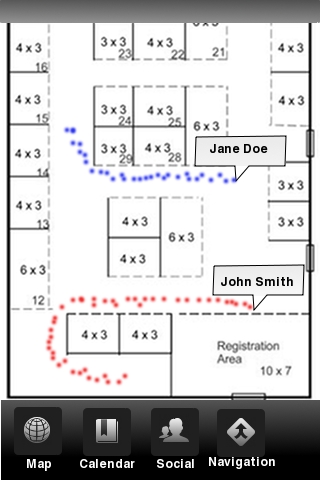 6 x 3
4 x 3
3 x 3
4 x 3
21
4 x 3
23
22
16
4 x 3
4 x 3
3 x 3
4 x 3
24
25
6 x 3
15
Jane Doe
4 x 3
3 x 3
4 x 3
29
28
14
3 x 3
4 x 3
4 x 3
3 x 3
13
6 x 3
4 x 3
6 x 3
John Smith
12
4 x 3
4 x 3
Registration
Area
10 x 7
Map
Calendar
Social
Navigation